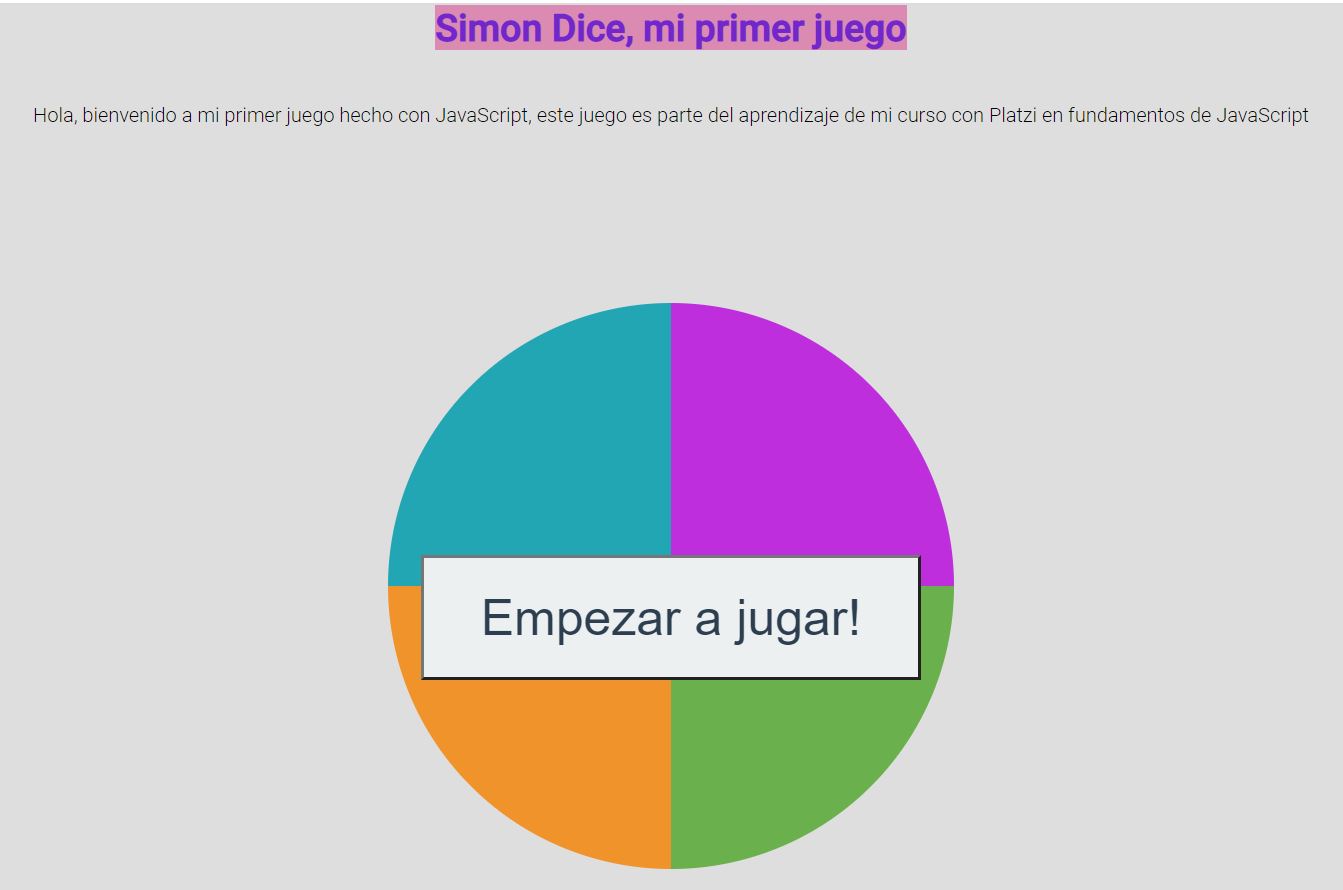 Simon Dice, mi primer juego
Hola, bienvenido a mi primer juego hecho con JavaScript, este juego es parte del aprendizaje de mi curso con Platzi en fundamentos de JavaScript
Empezar a jugar!